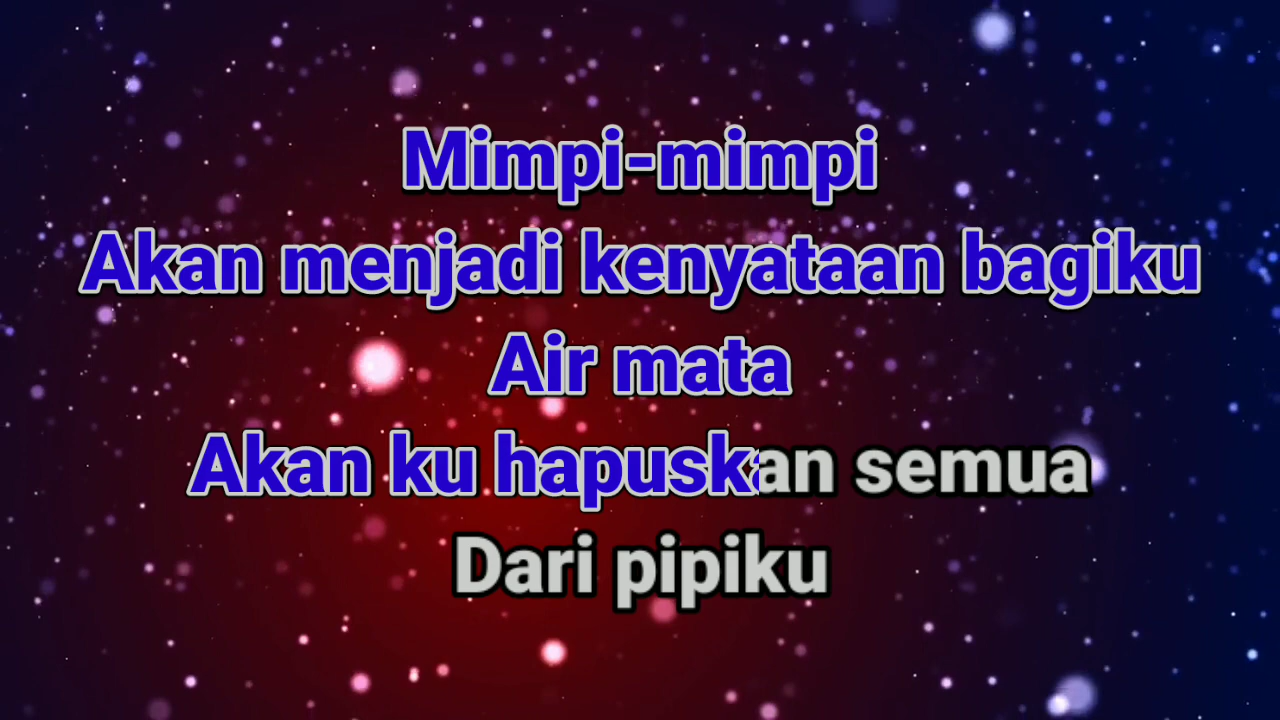 Mimpi-mimpi
Akan menjadi kenyataan bagiku
Air mata
Akan ku hapuskan semua
Dari pipiku